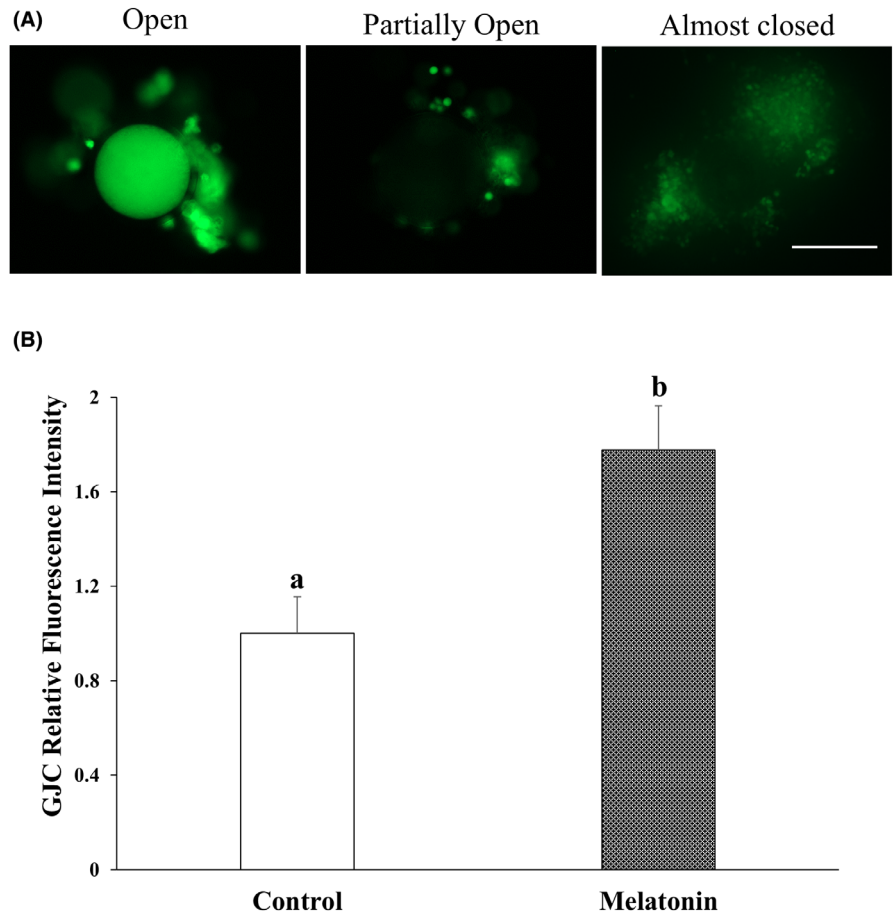 (A)
Open
Partially Open
Almost closed
(B)
GJC Relative Fluorescence Intensity
2
1.6
1.2
0.8
0.4
0
a
b
Control
Melatonin